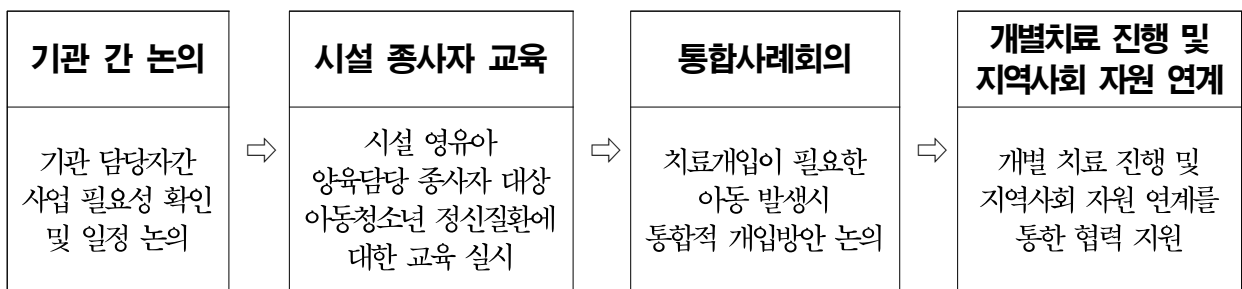 기관 간 논의
기관 담당자간
사업 필요성 확인
및 일정 논의
⇨
시설 종사자 교육
시설 영유아
양육담당 종사자 대상
아동청소년 정신질환에
대한 교육 실시
⇨
통합사례회의
치료개입이 필요한
아동 발생시
통합적 개입방안 논의
⇨
개별치료 진행 및
지역사회 자원 연계
개별 치료 진행 및
지역사회 자원 연계를
통한 협력 지원